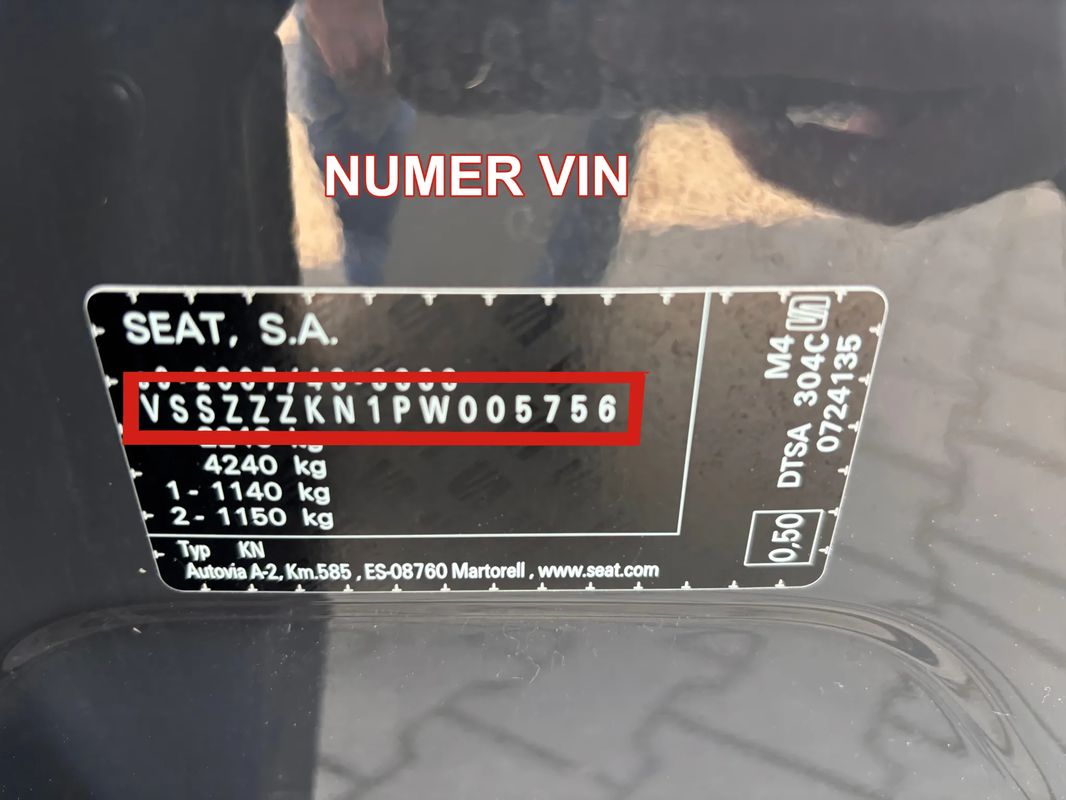 NUMER VIN
SEAT, S.A.
VSSZZZKN1PW005756
4240 kg
1- 1140 kg
2- 1150 kg
Typ KN
Autovia A-2, Km.585 , ES-08760 Martorell , www.seat.com
M4
DTSA 304C
0724135
0,50